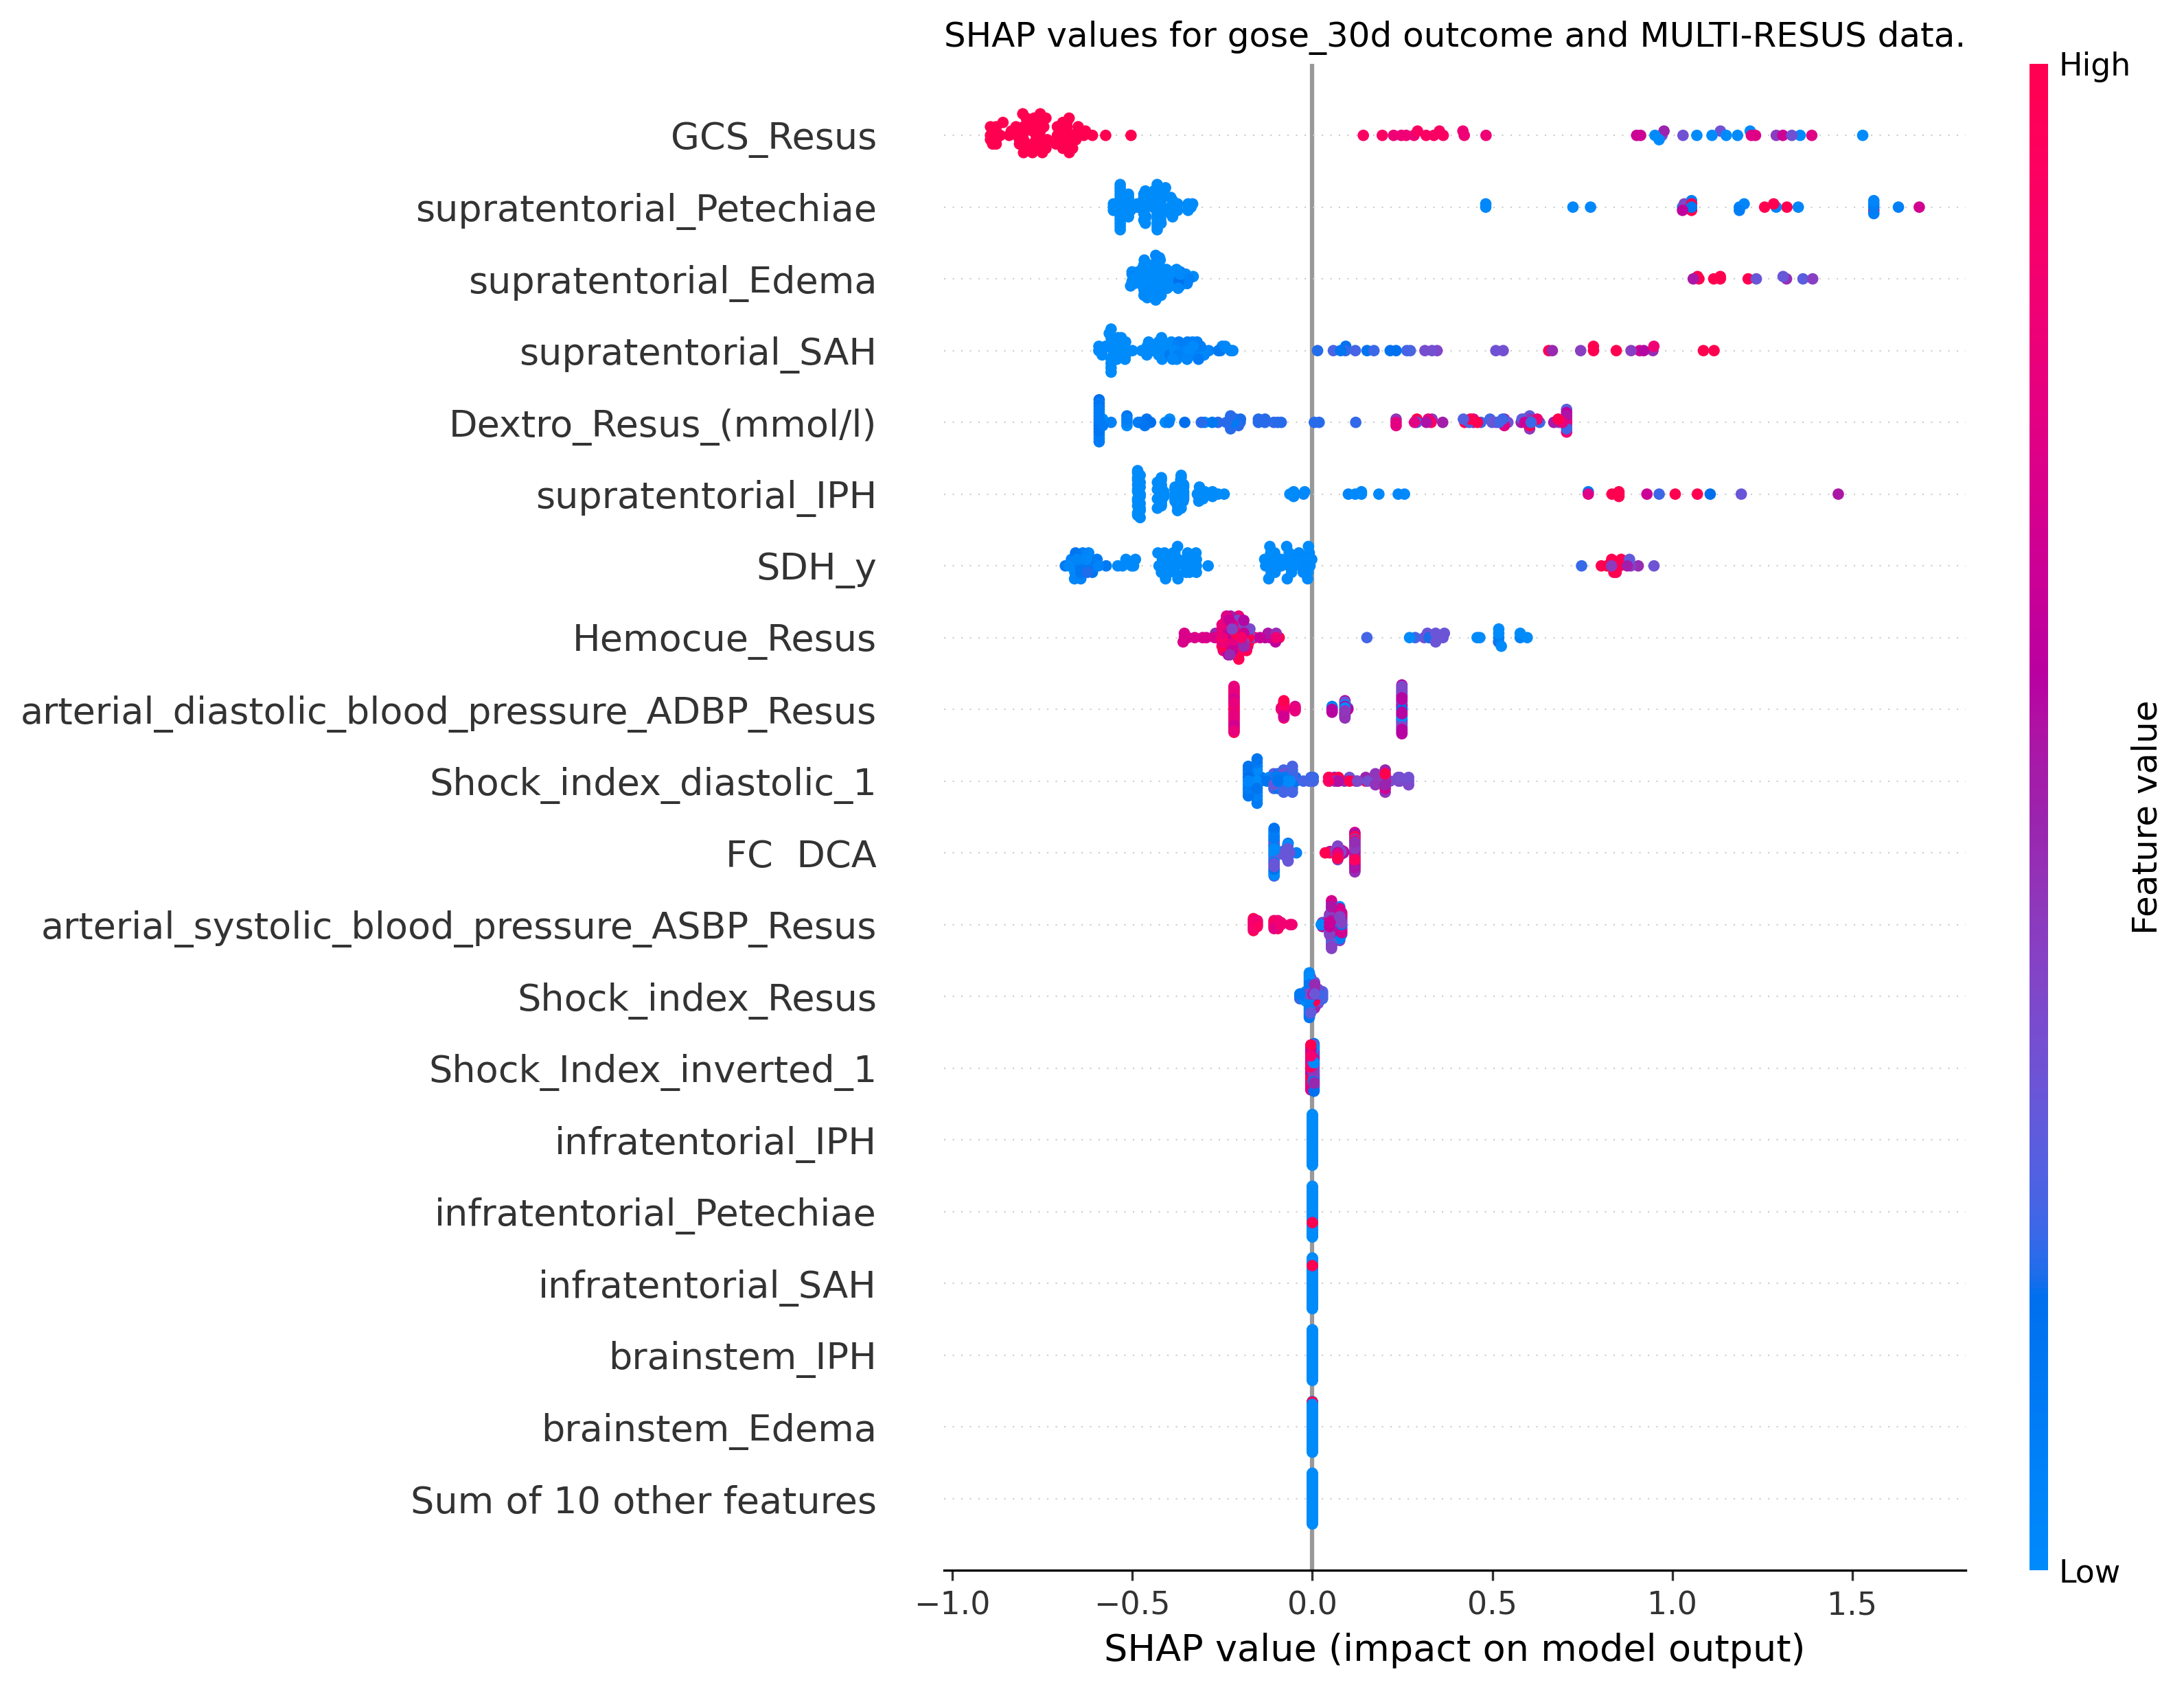 SHAP values for gose_30d outcome and MULTI-RESUS data.
High
GCS_Resus
supratentorial_Petechiae
supratentorial_Edema
supratentorial_SAH
Dextro_Resus_(mmol/l)
supratentorial_IPH
SDH_y
Hemocue_Resus
arterial_diastolic_blood_pressure_ADBP_Resus
Shock_index_diastolic_1
FC  DCA
arterial_systolic_blood_pressure_ASBP_Resus
Shock_index_Resus
Shock_Index_inverted_1
infratentorial_IPH
infratentorial_Petechiae
infratentorial_SAH
brainstem_IPH
brainstem_Edema
Sum of 10 other features
Feature value
Low
−1.0 −0.5 0.0 0.5 1.0 1.5
SHAP value (impact on model output)